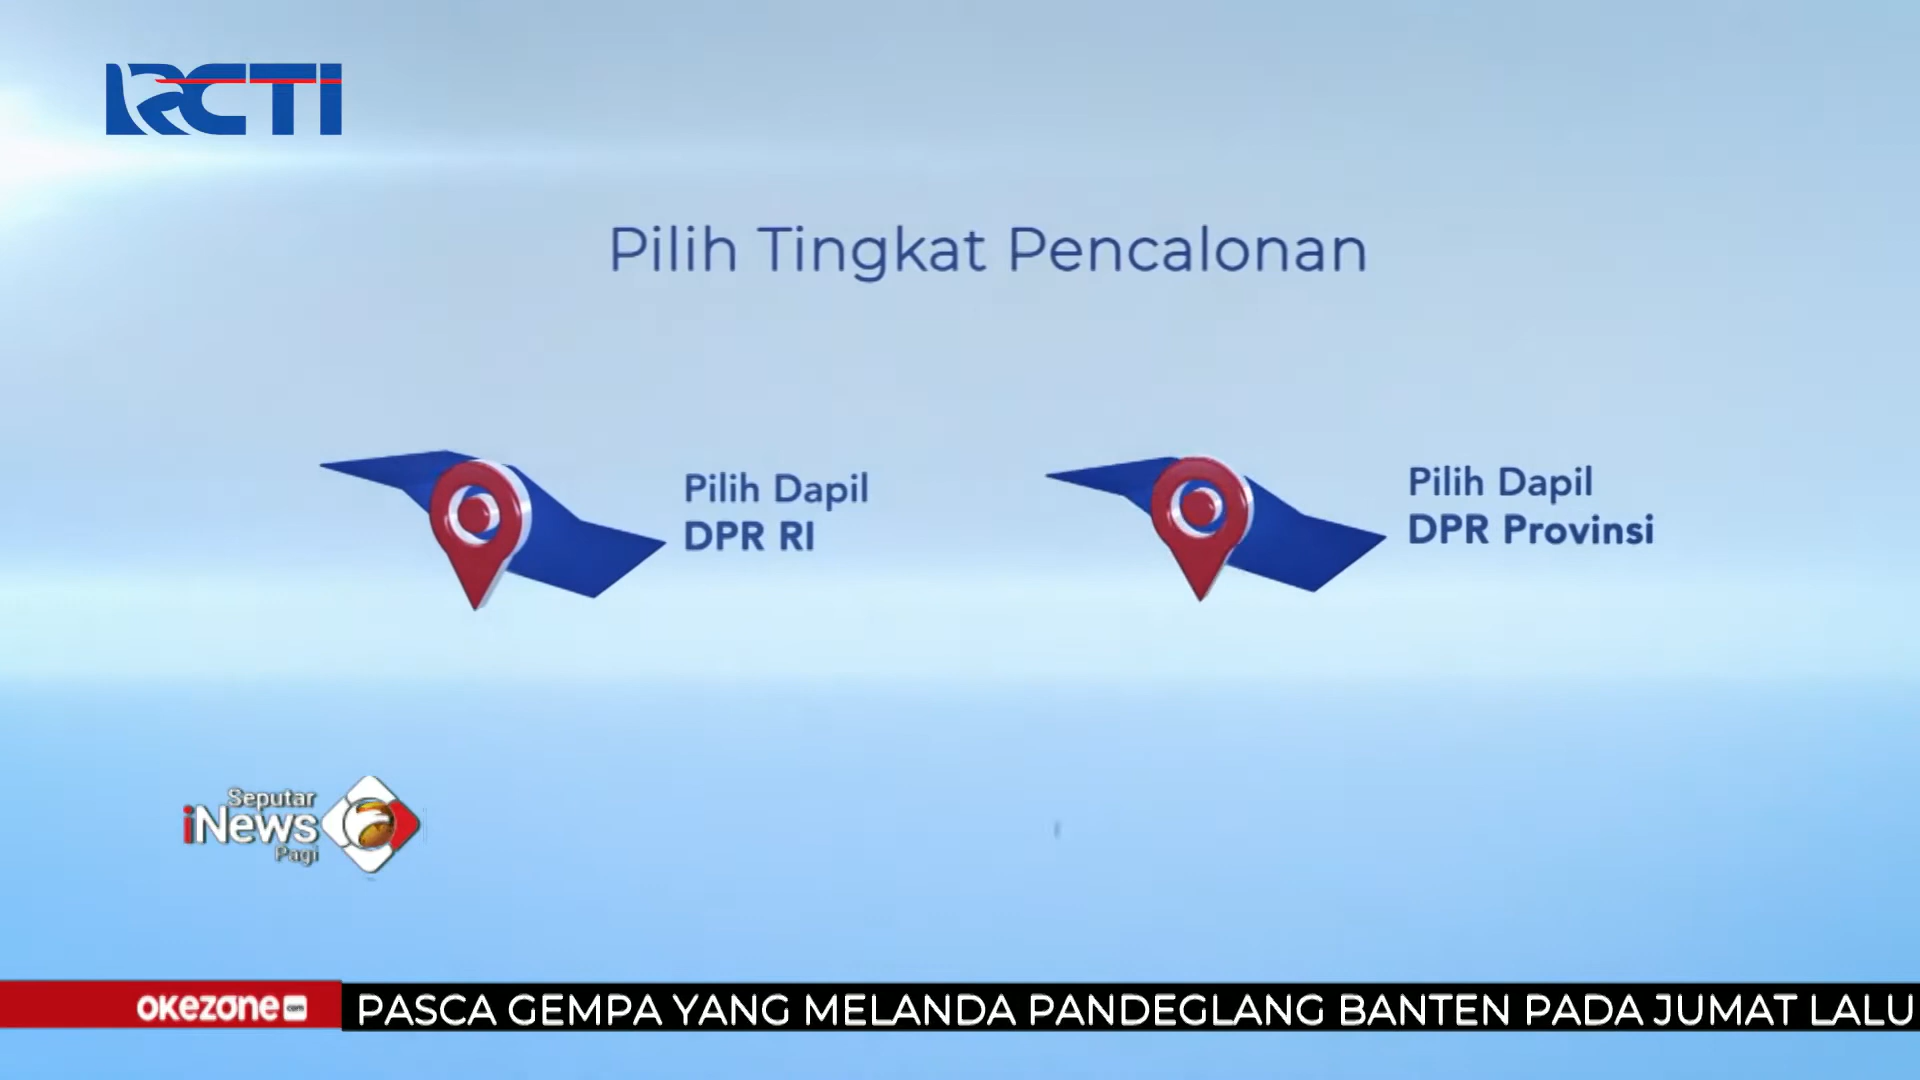 RCTI
Pilih Tingkat Pencalonan
Pilih Dapil
DPR RI
Pilih Dapil
DPR Provinsi
Seputar
iNews
Pagi
OKEZONE.com
PASCA GEMPA YANG MELANDA PANDEGLANG BANTEN PADA JUMAT LALU